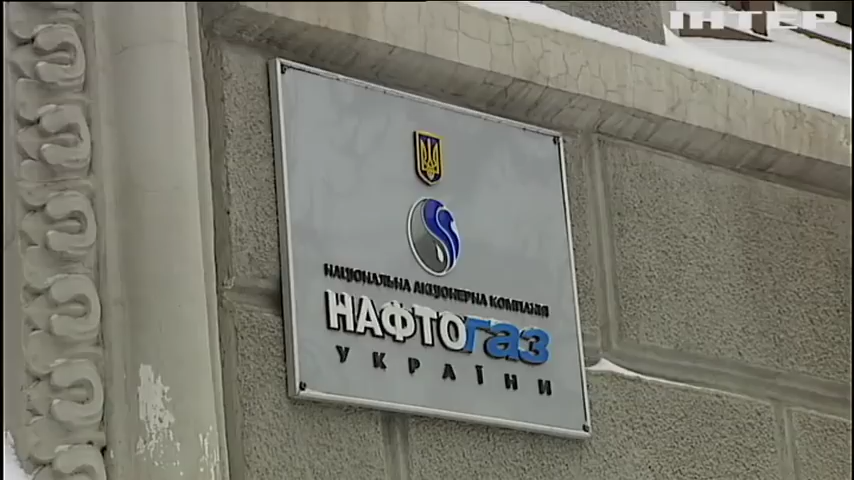 ІНТЕР
НАЦІОНАЛЬНА АКЦІОНЕРНА КОМПАНІЯ
НАФТОгаз
УКРАЇНИ